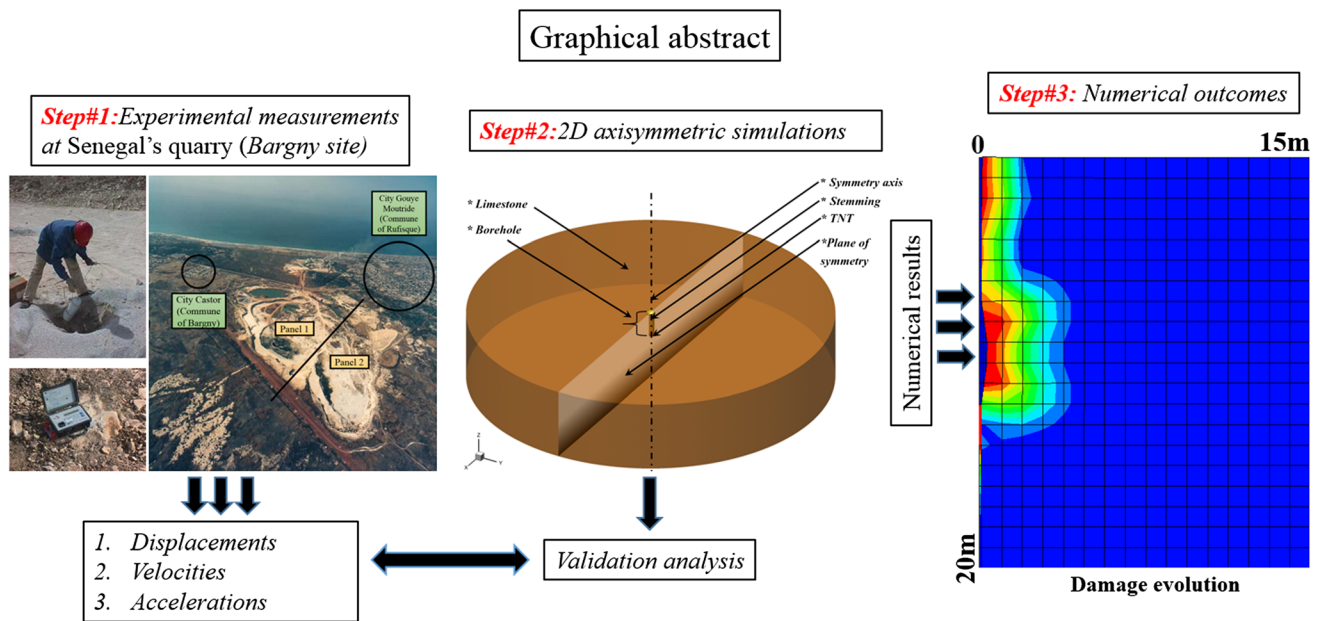 Graphical abstract
Step#1:Experimental measurements
at Senegal's quarry (Bargny site)
City Gouye
Moutride
(Commune
of Rufisque)
City Castor
(Commune
of Bargny)
Panel 1
Panel 2
1. Displacements
2. Velocities
3. Accelerations
Step#2:2D axisymmetric simulations
* Limestone
* Borehole
* Symmetry axis
* Stemming
* TNT
*Plane of
symmetry
Z
X
Y
Validation analysis
Step#3: Numerical outcomes
Numerical results
0
15m
20m
Damage evolution